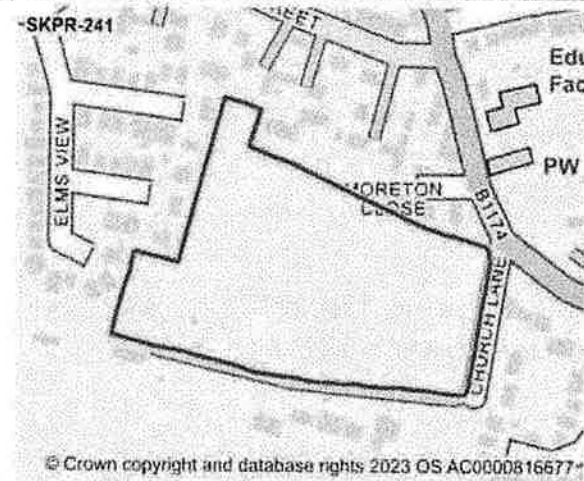 -SKPR-241
REET
Edu
Fac
PW
MORETON
CLOSE
B1174
ELMS VIEW
CHURCH LANE
© Crown copyright and database rights 2023 OS AC0000816677